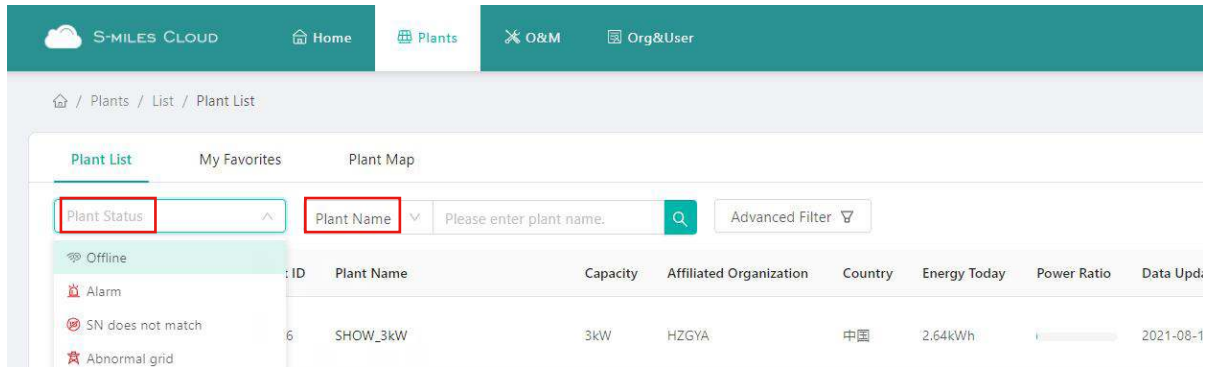 S-MILES CLOUD Home Plants O&M Org&User
/ Plants / List / Plant List
Plant List My Favorites Plant Map
Plant Status Plant Name Please enter plant name. Advanced Filter
Offline
ID Plant Name Capacity Affiliated Organization Country Energy Today Power Ratio Data Upda
Alarm
SN does not match
6 SHOW_3kW 3kW HZGYA 中国 2.64kWh 2021-08-1
Abnormal grid